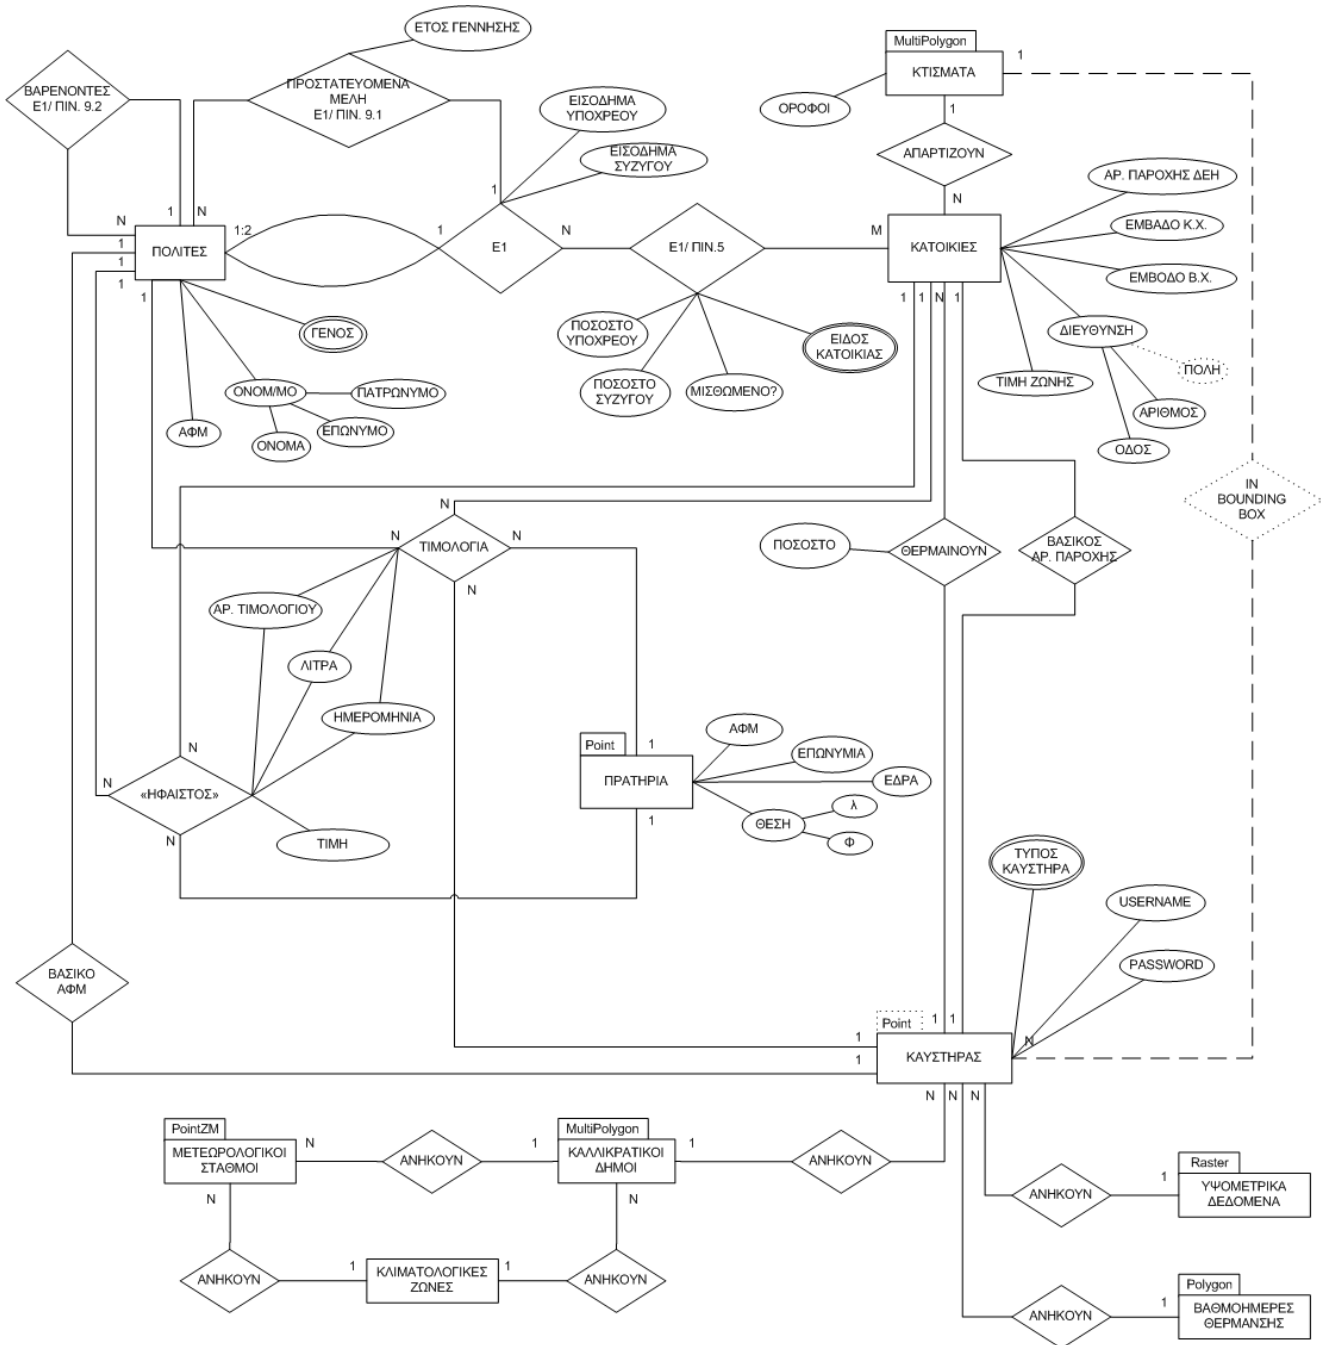 ΕΤΟΣ ΓΕΝΝΗΣΗΣ
MultiPolygon
1
ΚΤΙΣΜΑΤΑ
ΒΑΡΕΝΟΝΤΕΣ
Ε1/ ΠΙΝ. 9.2
ΠΡΟΣΤΑΤΕΥΟΜΕΝΑ
ΜΕΛΗ
Ε1/ ΠΙΝ. 9.1
ΕΙΣΟΔΗΜΑ
ΥΠΟΧΡΕΟΥ
ΟΡΟΦΟΙ
1
ΕΙΣΟΔΗΜΑ
ΣΥΖΥΓΟΥ
ΑΠΑΡΤΙΖΟΥΝ
ΑΡ. ΠΑΡΟΧΗΣ ΔΕΗ
1
N
N
1
N
1:2
1
N
M
ΕΜΒΑΔΟ Κ.Χ.
1
ΠΟΛΙΤΕΣ
Ε1
Ε1/ ΠΙΝ.5
ΚΑΤΟΙΚΙΕΣ
1
1
1
ΕΜΒΟΔΟ Β.Χ.
1
1
N
1
ΓΕΝΟΣ
ΠΟΣΟΣΤΟ
ΥΠΟΧΡΕΟΥ
ΕΙΔΟΣ
ΚΑΤΟΙΚΙΑΣ
ΔΙΕΥΘΥΝΣΗ
ΠΟΛΗ
ΟΝΟΜ/ΜΟ
ΠΑΤΡΩΝΥΜΟ
ΠΟΣΟΣΤΟ
ΣΥΖΥΓΟΥ
ΜΙΣΘΩΜΕΝΟ?
ΤΙΜΗ ΖΩΝΗΣ
ΑΡΙΘΜΟΣ
ΑΦΜ
ΟΝΟΜΑ
ΕΠΩΝΥΜΟ
ΟΔΟΣ
IN
BOUNDING
BOX
N
N
N
ΤΙΜΟΛΟΓΙΑ
N
ΠΟΣΟΣΤΟ
ΘΕΡΜΑΙΝΟΥΝ
ΒΑΣΙΚΟΣ
ΑΡ. ΠΑΡΟΧΗΣ
ΑΡ. ΤΙΜΟΛΟΓΙΟΥ
ΛΙΤΡΑ
ΗΜΕΡΟΜΗΝΙΑ
ΑΦΜ
Point
1
ΕΠΩΝΥΜΙΑ
N
N
«ΗΦΑΙΣΤΟΣ»
N
ΠΡΑΤΗΡΙΑ
1
ΕΔΡΑ
λ
ΘΕΣΗ
Φ
ΤΙΜΗ
ΤΥΠΟΣ
ΚΑΥΣΤΗΡΑ
USERNAME
PASSWORD
ΒΑΣΙΚΟ
ΑΦΜ
Point
1
1
1
1
ΚΑΥΣΤΗΡΑΣ
N
N
N
N
PointZM
MultiPolygon
ΜΕΤΕΩΡΟΛΟΓΙΚΟΙ
ΣΤΑΘΜΟΙ
N
ΑΝΗΚΟΥΝ
1
ΚΑΛΛΙΚΡΑΤΙΚΟΙ
ΔΗΜΟΙ
1
ΑΝΗΚΟΥΝ
Raster
ΑΝΗΚΟΥΝ
1
ΥΨΟΜΕΤΡΙΚΑ
ΔΕΔΟΜΕΝΑ
N
N
ΑΝΗΚΟΥΝ
1
ΚΛΙΜΑΤΟΛΟΓΙΚΕΣ
ΖΩΝΕΣ
1
ΑΝΗΚΟΥΝ
Polygon
ΑΝΗΚΟΥΝ
1
ΒΑΘΜΟΗΜΕΡΕΣ
ΘΕΡΜΑΝΣΗΣ